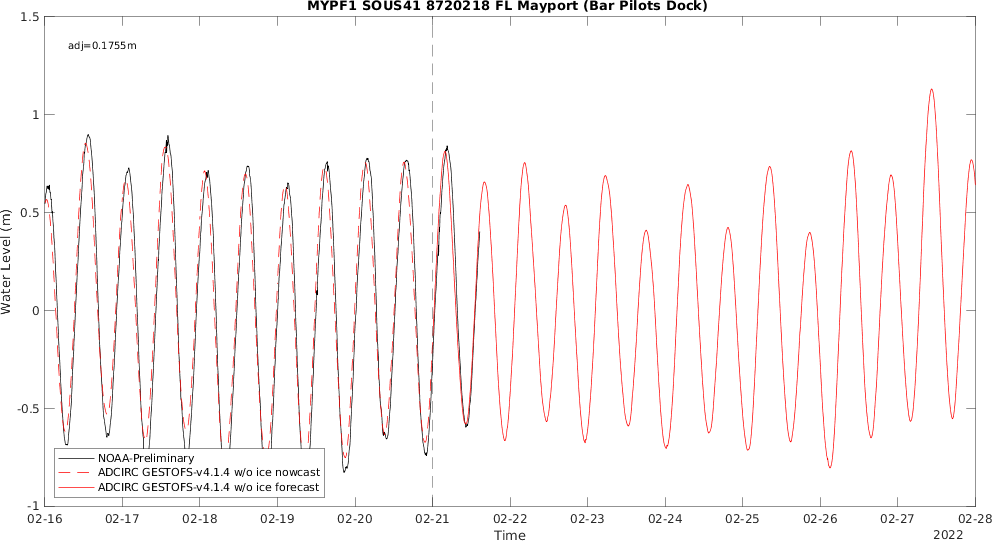 MYPF1 SOUS41 8720218 FL Mayport (Bar Pilots Dock)
1.5
adj=0.1755m
1
0.5
Water Level (m)
0
-0.5
NOAA-Preliminary
ADCIRC GESTOFS-v4.1.4 w/o ice nowcast
ADCIRC GESTOFS-v4.1.4 w/o ice forecast
-1
02-16 02-17 02-18 02-19 02-20 02-21 02-22 02-23 02-24 02-25 02-26 02-27 02-28
Time
2022